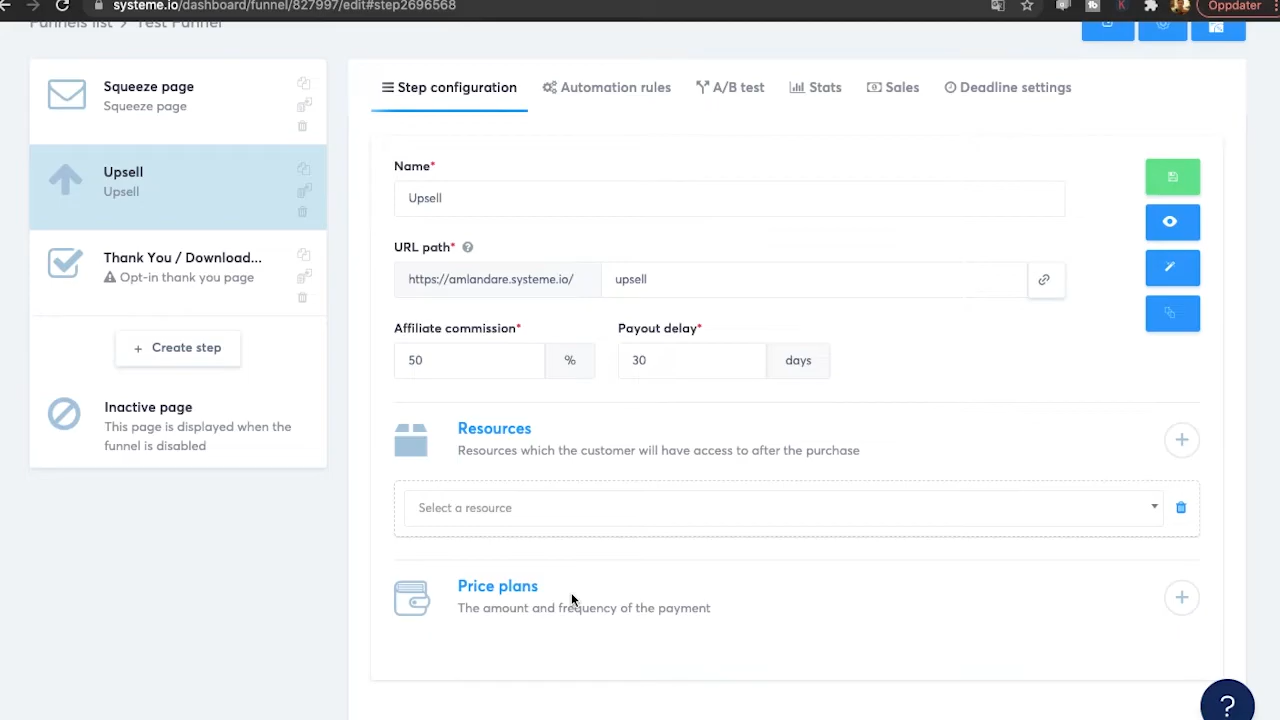 systeme.io/dashboard/funnel/827997/edit#step2696568
Oppdater
Funnels list > Test Funnel
Squeeze page
Squeeze page
Upsell
Upsell
Thank You / Download...
Opt-in thank you page
+ Create step
Inactive page
This page is displayed when the
funnel is disabled
Step configuration
Automation rules
A/B test
Stats
Sales
Deadline settings
Name*
Upsell
URL path* ?
https://amlandare.systeme.io/
upsell
Affiliate commission*
Payout delay*
50
%
30
days
Resources
Resources which the customer will have access to after the purchase
Select a resource
Price plans
The amount and frequency of the payment
?